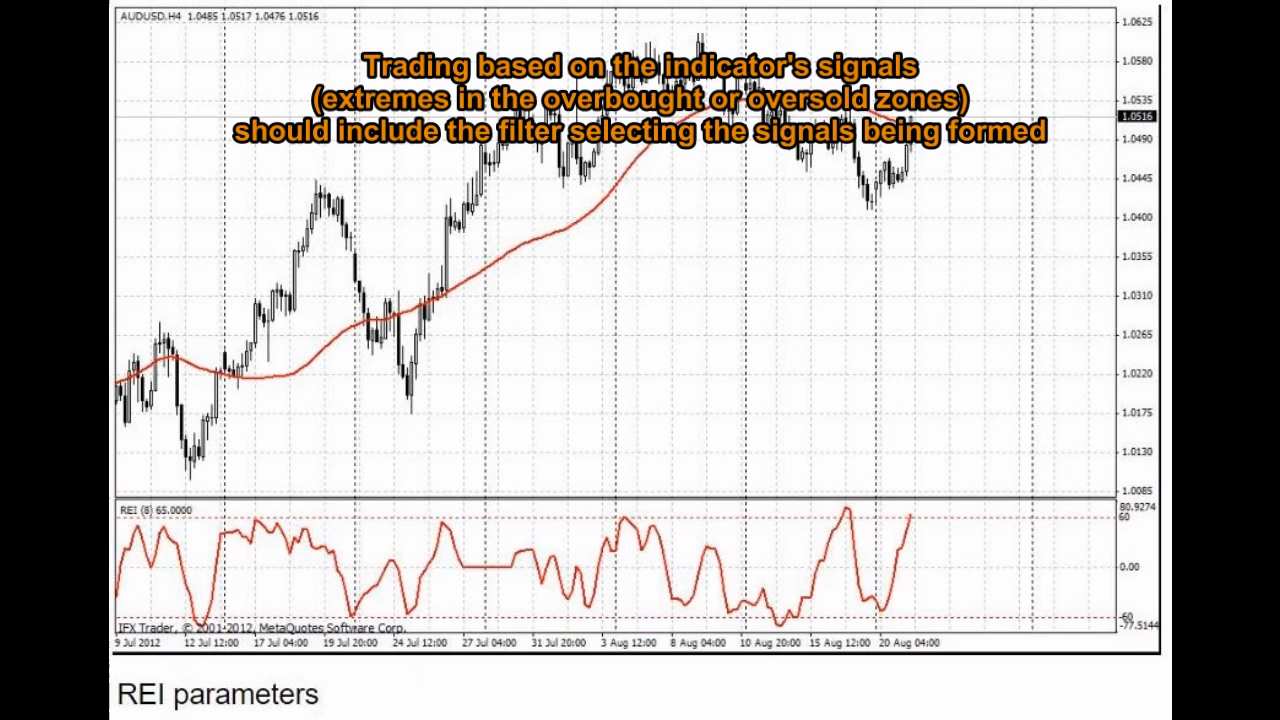 AUDUSD.H4 1.0485 1.0517 1.0476 1.0516
Trading based on the indicator's signals
(extremes in the overbought or oversold zones)
should include the filter selecting the signals being formed
1.0625
1.0580
1.0535
1.0516
1.0490
1.0445
1.0400
1.0355
1.0310
1.0265
1.0220
1.0175
1.0130
1.0085
REI (8) 65.0000
80.9274
60
0.00
-60
-77.5144
IFX Trader, © 2001-2012, MetaQuotes Software Corp.
9 Jul 2012 12 Jul 12:00 17 Jul 04:00 19 Jul 20:00 24 Jul 12:00 27 Jul 04:00 31 Jul 20:00 3 Aug 12:00 8 Aug 04:00 10 Aug 20:00 15 Aug 12:00 20 Aug 04:00
REI parameters